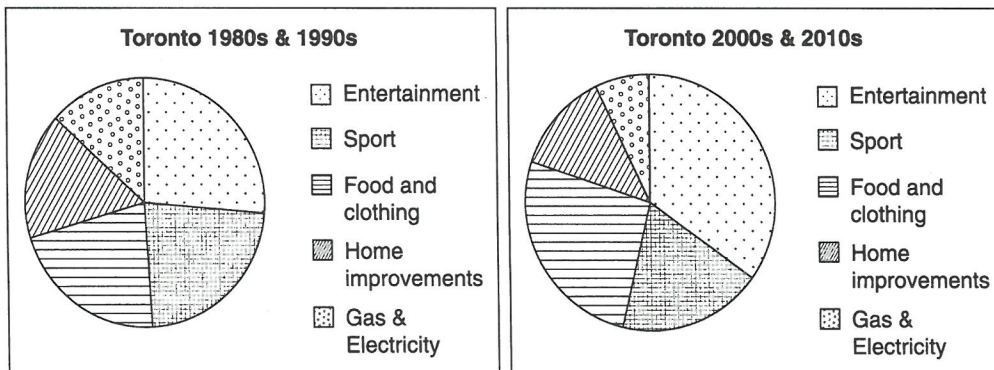 Toronto 1980s & 1990s
Entertainment
Sport
Food and
clothing
Home
improvements
Gas &
Electricity
Toronto 2000s & 2010s
Entertainment
Sport
Food and
clothing
Home
improvements
Gas &
Electricity